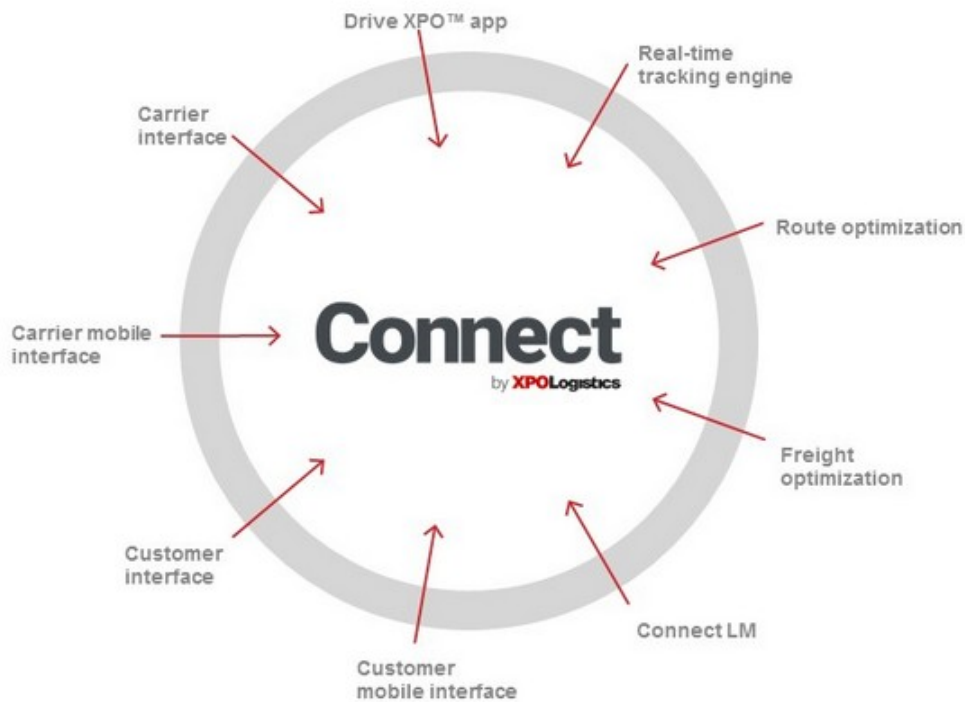 Drive XPO™ app
Real-time
tracking engine
Carrier
interface
Route optimization
Carrier mobile
interface
Connect
by XPOLogistics
Freight
optimization
Customer
interface
Connect LM
Customer
mobile interface